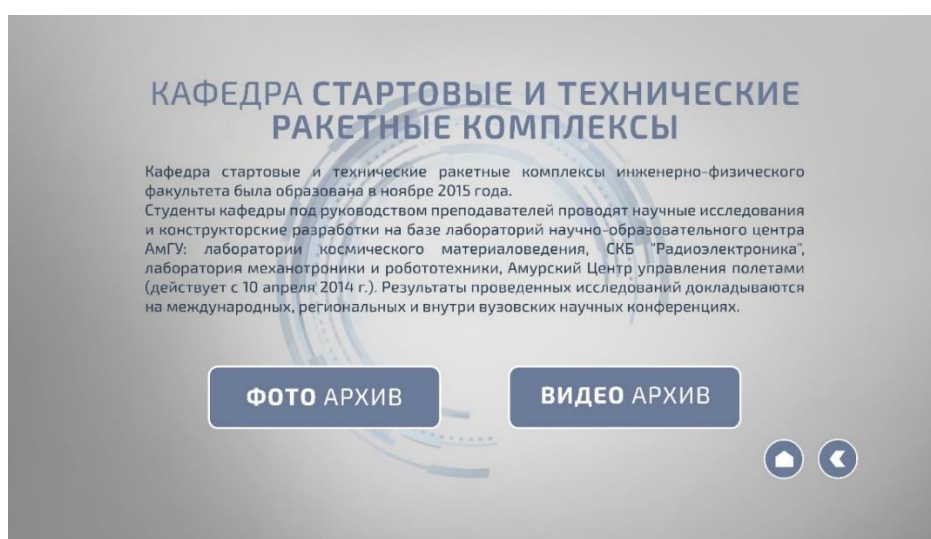 КАФЕДРА СТАРТОВЫЕ И ТЕХНИЧЕСКИЕ
РАКЕТНЫЕ КОМПЛЕКСЫ
Кафедра стартовые и технические ракетные комплексы инженерно-физического
факультета была образована в ноябре 2015 года.
Студенты кафедры под руководством преподавателей проводят научные исследования
и конструкторские разработки на базе лабораторий научно-образовательного центра
АмГУ: лаборатории космического материаловедения, СКБ "Радиоэлектроника",
лаборатория механотроники и робототехники, Амурский Центр управления полетами
(действует с 10 апреля 2014 г.). Результаты проведенных исследований докладываются
на международных, региональных и внутри вузовских научных конференциях.
ФОТО АРХИВ
ВИДЕО АРХИВ